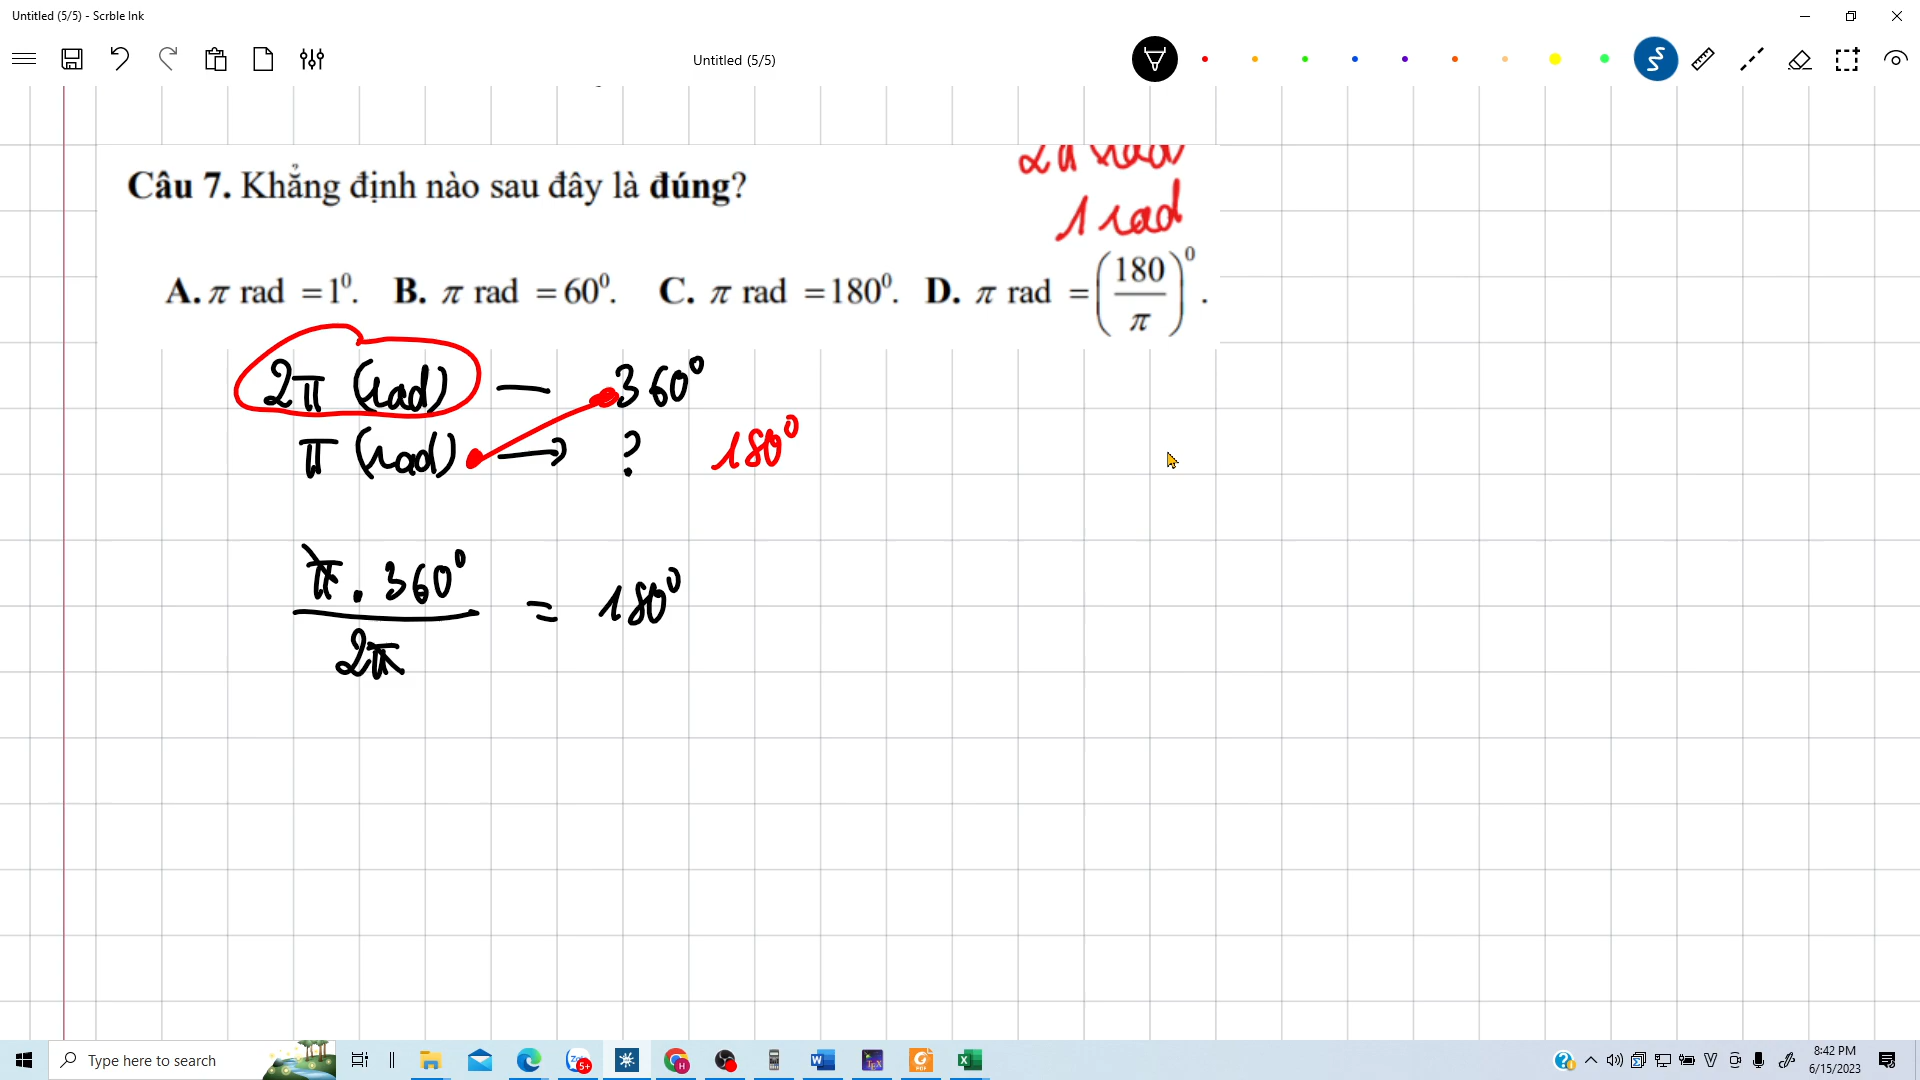 Untitled (5/5) - Scrble Ink
Untitled (5/5)
Câu 7. Khẳng định nào sau đây là đúng?
1 rad
A. π rad = 1⁰. B. π rad = 60⁰. C. π rad = 180⁰. D. π rad = (180/π)⁰.
2π (rad) — 360⁰
π (rad) → ? 180⁰
π . 360⁰
2π
= 180⁰
Type here to search
8:42 PM
6/15/2023